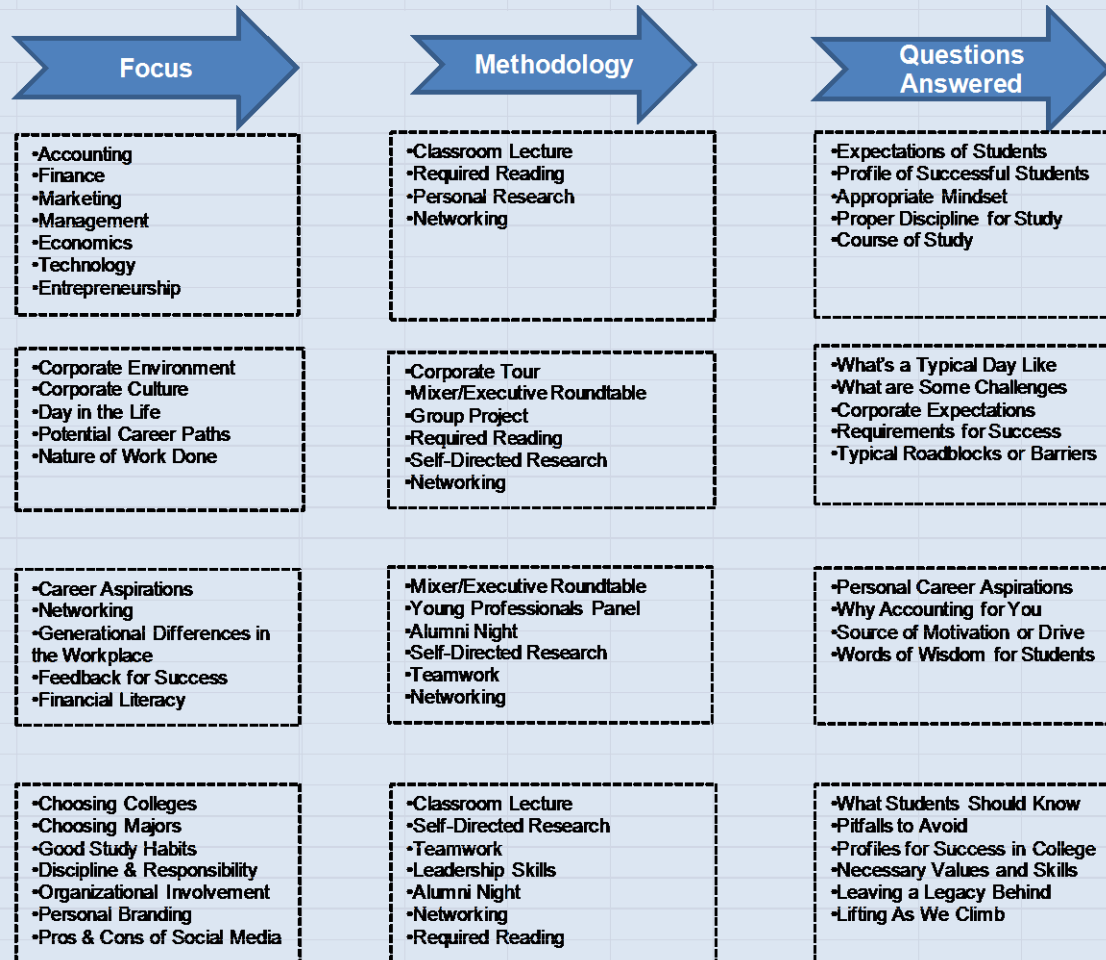 Focus
Methodology
Questions
Answered
•Accounting
•Finance
•Marketing
•Management
•Economics
•Technology
•Entrepreneurship
•Classroom Lecture
•Required Reading
•Personal Research
•Networking
•Expectations of Students
•Profile of Successful Students
•Appropriate Mindset
•Proper Discipline for Study
•Course of Study
•Corporate Environment
•Corporate Culture
•Day in the Life
•Potential Career Paths
•Nature of Work Done
•Corporate Tour
•Mixer/Executive Roundtable
•Group Project
•Required Reading
•Self-Directed Research
•Networking
•What's a Typical Day Like
•What are Some Challenges
•Corporate Expectations
•Requirements for Success
•Typical Roadblocks or Barriers
•Career Aspirations
•Networking
•Generational Differences in
the Workplace
•Feedback for Success
•Financial Literacy
•Mixer/Executive Roundtable
•Young Professionals Panel
•Alumni Night
•Self-Directed Research
•Teamwork
•Networking
•Personal Career Aspirations
•Why Accounting for You
•Source of Motivation or Drive
•Words of Wisdom for Students
•Choosing Colleges
•Choosing Majors
•Good Study Habits
•Discipline & Responsibility
•Organizational Involvement
•Personal Branding
•Pros & Cons of Social Media
•Classroom Lecture
•Self-Directed Research
•Teamwork
•Leadership Skills
•Alumni Night
•Networking
•Required Reading
•What Students Should Know
•Pitfalls to Avoid
•Profiles for Success in College
•Necessary Values and Skills
•Leaving a Legacy Behind
•Lifting As We Climb